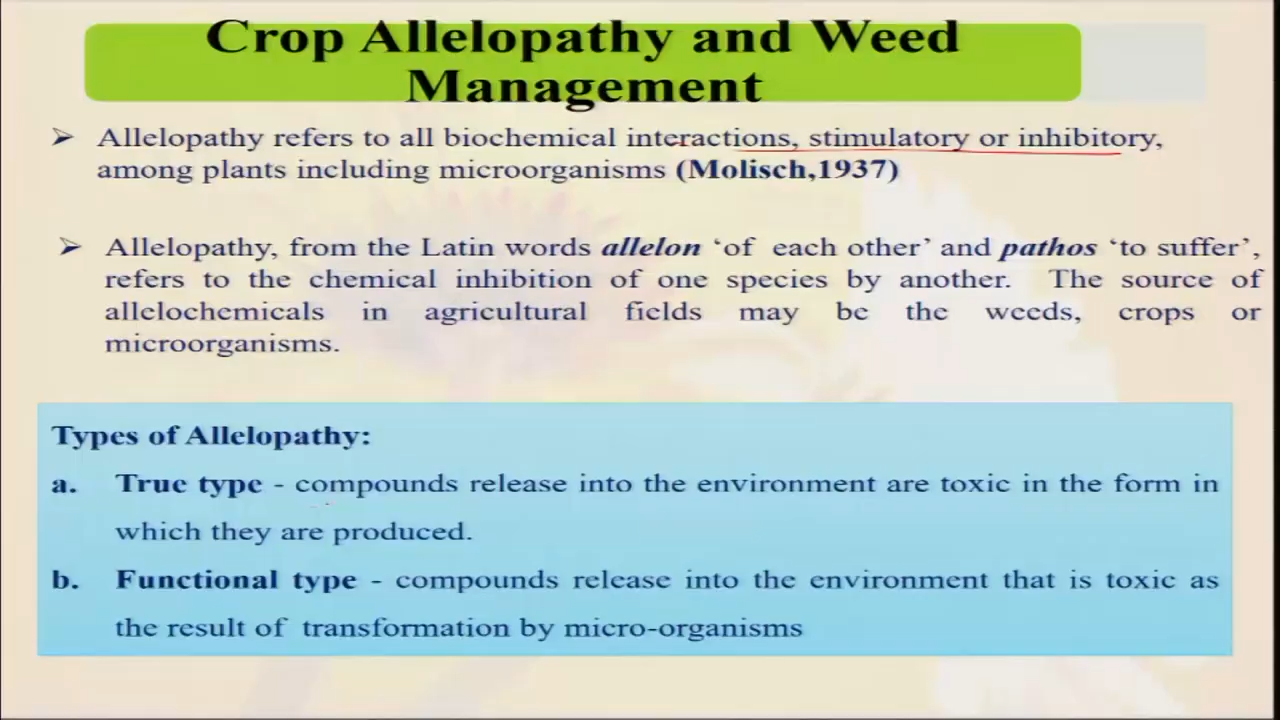 Crop Allelopathy and Weed
Management
➢ Allelopathy refers to all biochemical interactions, stimulatory or inhibitory,
among plants including microorganisms (Molisch,1937)
➢ Allelopathy, from the Latin words allelon ‘of each other’ and pathos ‘to suffer’,
refers to the chemical inhibition of one species by another. The source of
allelochemicals in agricultural fields may be the weeds, crops or
microorganisms.
Types of Allelopathy:
a. True type - compounds release into the environment are toxic in the form in
which they are produced.
b. Functional type - compounds release into the environment that is toxic as
the result of transformation by micro-organisms